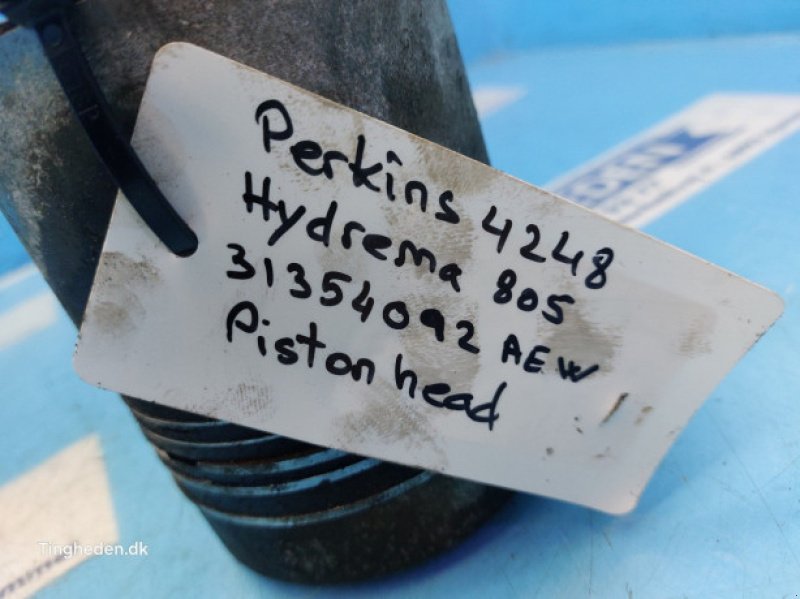 Perkins 4248
Hydrema 805
31354092 AEW
Piston head
Tingheden.dk